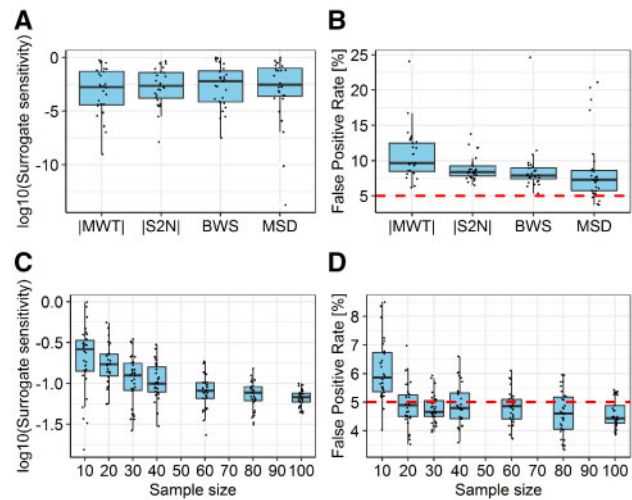 A
B
log10(Surrogate sensitivity)
0
-5
-10
|MWT| |S2N| BWS MSD
False Positive Rate [%]
25
20
15
10
5
|MWT| |S2N| BWS MSD
C
D
log10(Surrogate sensitivity)
0.0
-0.5
-1.0
-1.5
10 20 30 40 50 60 70 80 90 100
Sample size
False Positive Rate [%]
8
7
6
5
4
10 20 30 40 50 60 70 80 90 100
Sample size